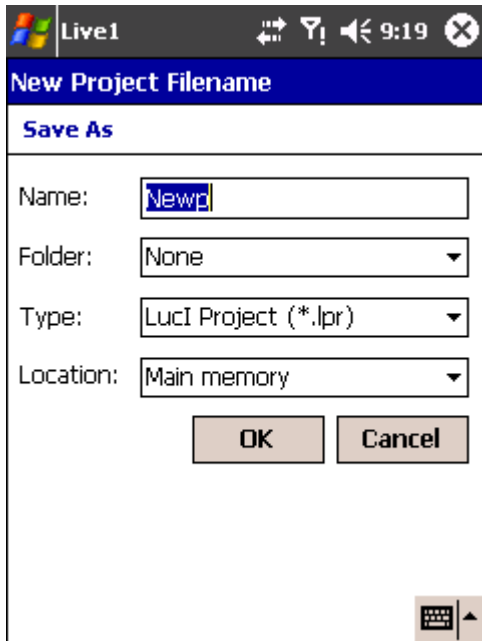 Live1 9:19
New Project Filename
Save As
Name: Newp
Folder: None
Type: LucI Project (*.lpr)
Location: Main memory
OK Cancel